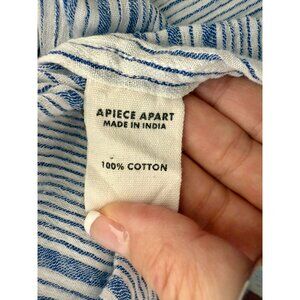 APIECE APART
MADE IN INDIA
100% COTTON